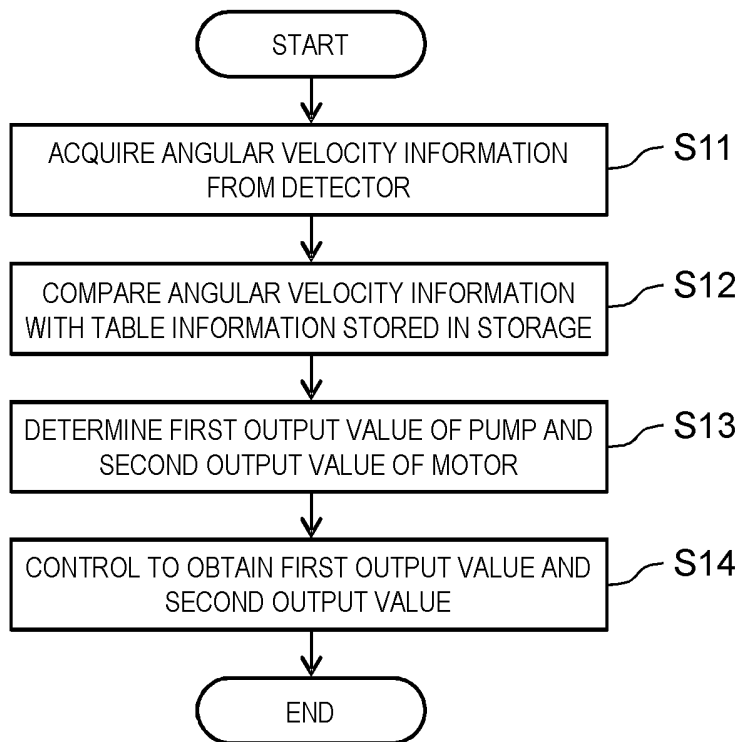 START
ACQUIRE ANGULAR VELOCITY INFORMATION
FROM DETECTOR
S11
COMPARE ANGULAR VELOCITY INFORMATION
WITH TABLE INFORMATION STORED IN STORAGE
S12
DETERMINE FIRST OUTPUT VALUE OF PUMP AND
SECOND OUTPUT VALUE OF MOTOR
S13
CONTROL TO OBTAIN FIRST OUTPUT VALUE AND
SECOND OUTPUT VALUE
S14
END